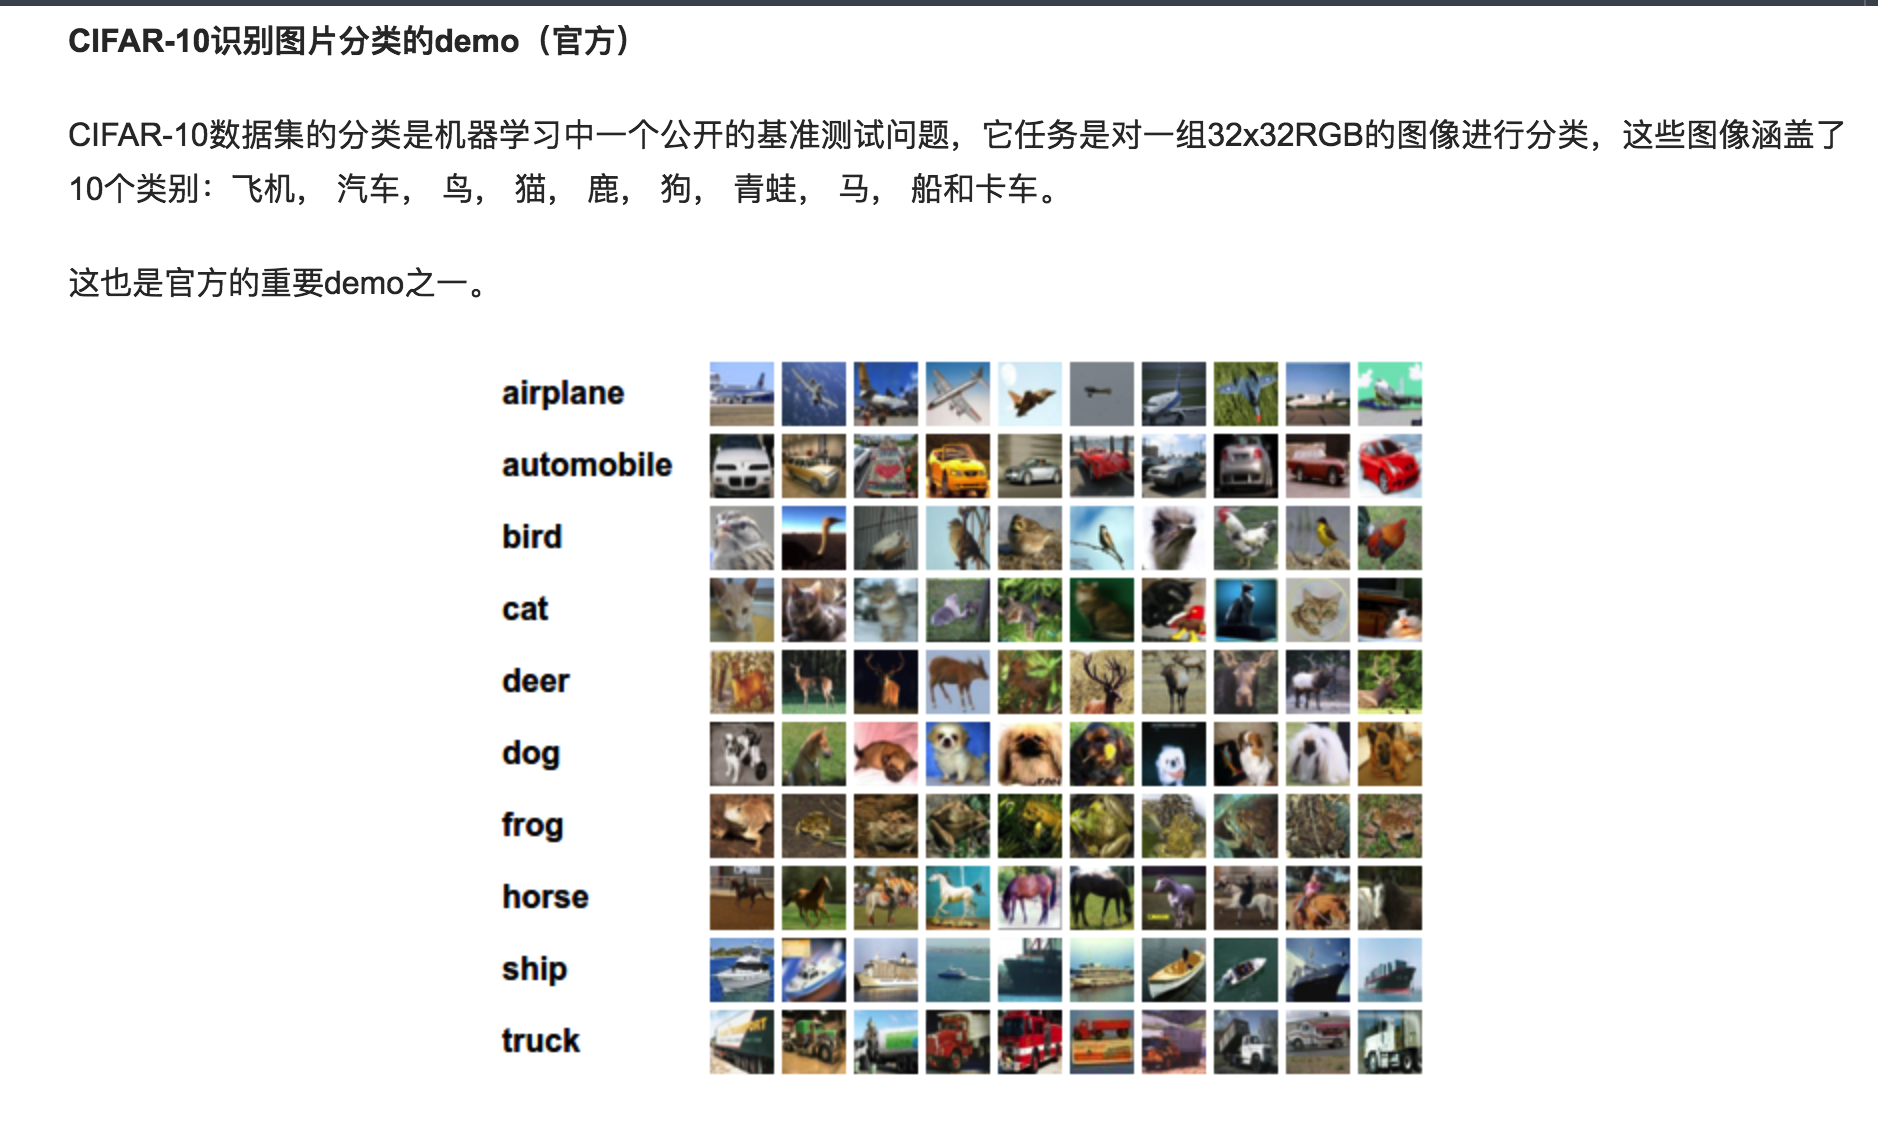 CIFAR-10识别图片分类的demo（官方）
CIFAR-10数据集的分类是机器学习中一个公开的基准测试问题，它任务是对一组32x32RGB的图像进行分类，这些图像涵盖了
10个类别：飞机， 汽车， 鸟， 猫， 鹿， 狗， 青蛙， 马， 船和卡车。
这也是官方的重要demo之一。
airplane
automobile
bird
cat
deer
dog
frog
horse
ship
truck